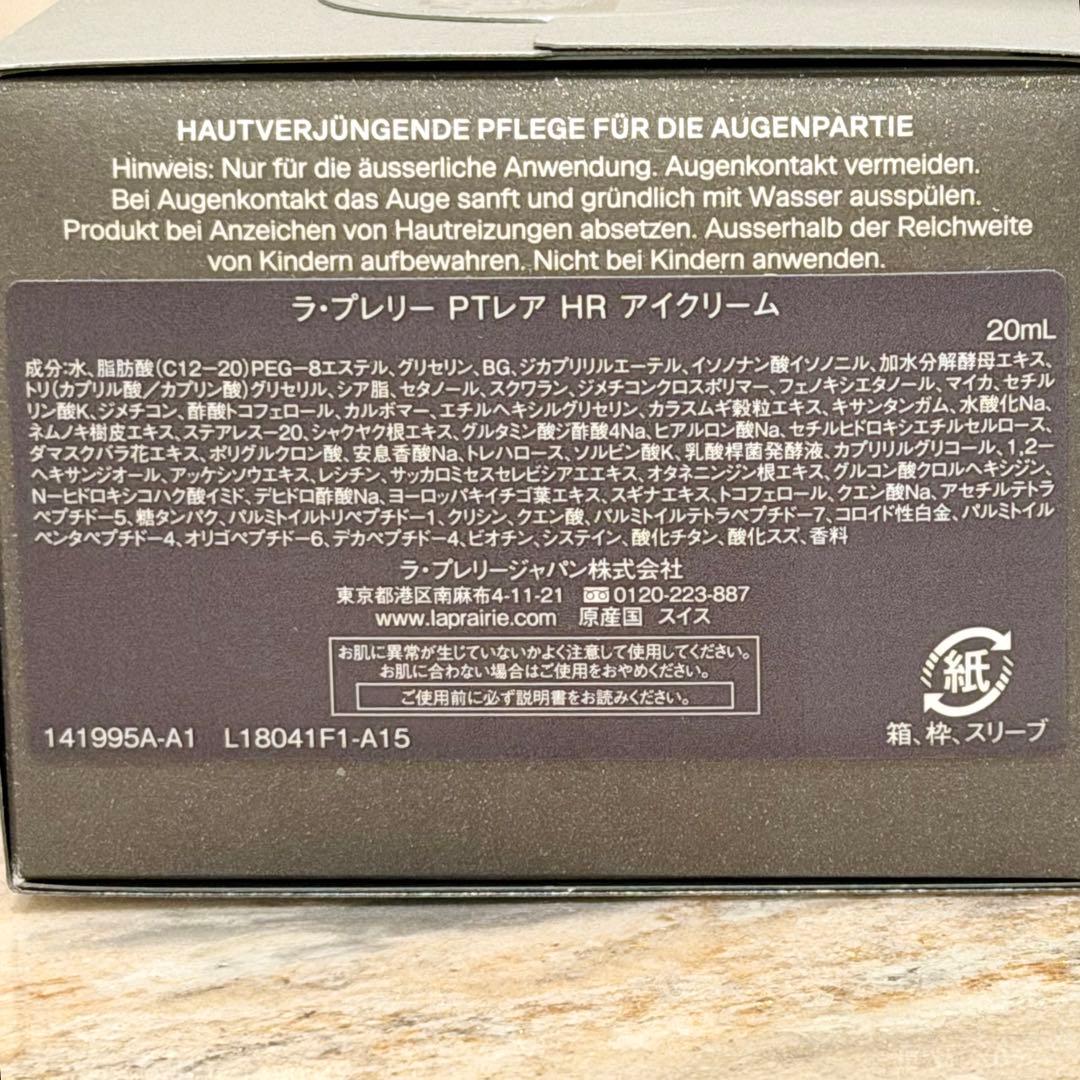 HAUTVERJÜNGENDE PFLEGE FÜR DIE AUGENPARTIE
Hinweis: Nur für die äusserliche Anwendung. Augenkontakt vermeiden.
Bei Augenkontakt das Auge sanft und gründlich mit Wasser ausspülen.
Produkt bei Anzeichen von Hautreizungen absetzen. Ausserhalb der Reichweite
von Kindern aufbewahren. Nicht bei Kindern anwenden.
ラ・プレリー PTレア HR アイクリーム
20mL
成分:水、脂肪酸(C12-20)PEG-8エステル、グリセリン、BG、ジカプリリルエーテル、イソノナン酸イソノニル、加水分解酵母エキス、
トリ(カプリル酸/カプリン酸)グリセリル、シア脂、セタノール、スクワラン、ジメチコンクロスポリマー、フェノキシエタノール、マイカ、セチル
リン酸K、ジメチコン、酢酸トコフェロール、カルボマー、エチルヘキシルグリセリン、カラスムギ穀粒エキス、キサンタンガム、水酸化Na、
ネムノキ樹皮エキス、ステアレス-20、シャクヤク根エキス、グルタミン酸ジ酢酸4Na、ヒアルロン酸Na、セチルヒドロキシエチルセルロース、
ダマスクバラ花エキス、ポリグルクロン酸、安息香酸Na、トレハロース、ソルビン酸K、乳酸桿菌発酵液、カプリリルグリコール、1,2-
ヘキサンジオール、アッケシソウエキス、レシチン、サッカロミセスセレビシアエエキス、オタネニンジン根エキス、グルコン酸クロルヘキシジン、
N-ヒドロキシコハク酸イミド、デヒドロ酢酸Na、ヨーロッパキイチゴ葉エキス、スギナエキス、トコフェロール、クエン酸Na、アセチルテトラ
ペプチド-5、糖タンパク、パルミトイルトリペプチド-1、クリシン、クエン酸、パルミトイルテトラペプチド-7、コロイド性白金、パルミトイル
ペンタペプチド-4、オリゴペプチド-6、デカペプチド-4、ビオチン、システイン、酸化チタン、酸化スズ、香料
ラ・プレリージャパン株式会社
東京都港区南麻布4-11-21 0120-223-887
www.laprairie.com 原産国 スイス
お肌に異常が生じていないかよく注意して使用してください。
お肌に合わない場合はご使用をおやめください。
ご使用前に必ず説明書をお読みください。
紙
141995A-A1 L18041F1-A15
箱、枠、スリーブ